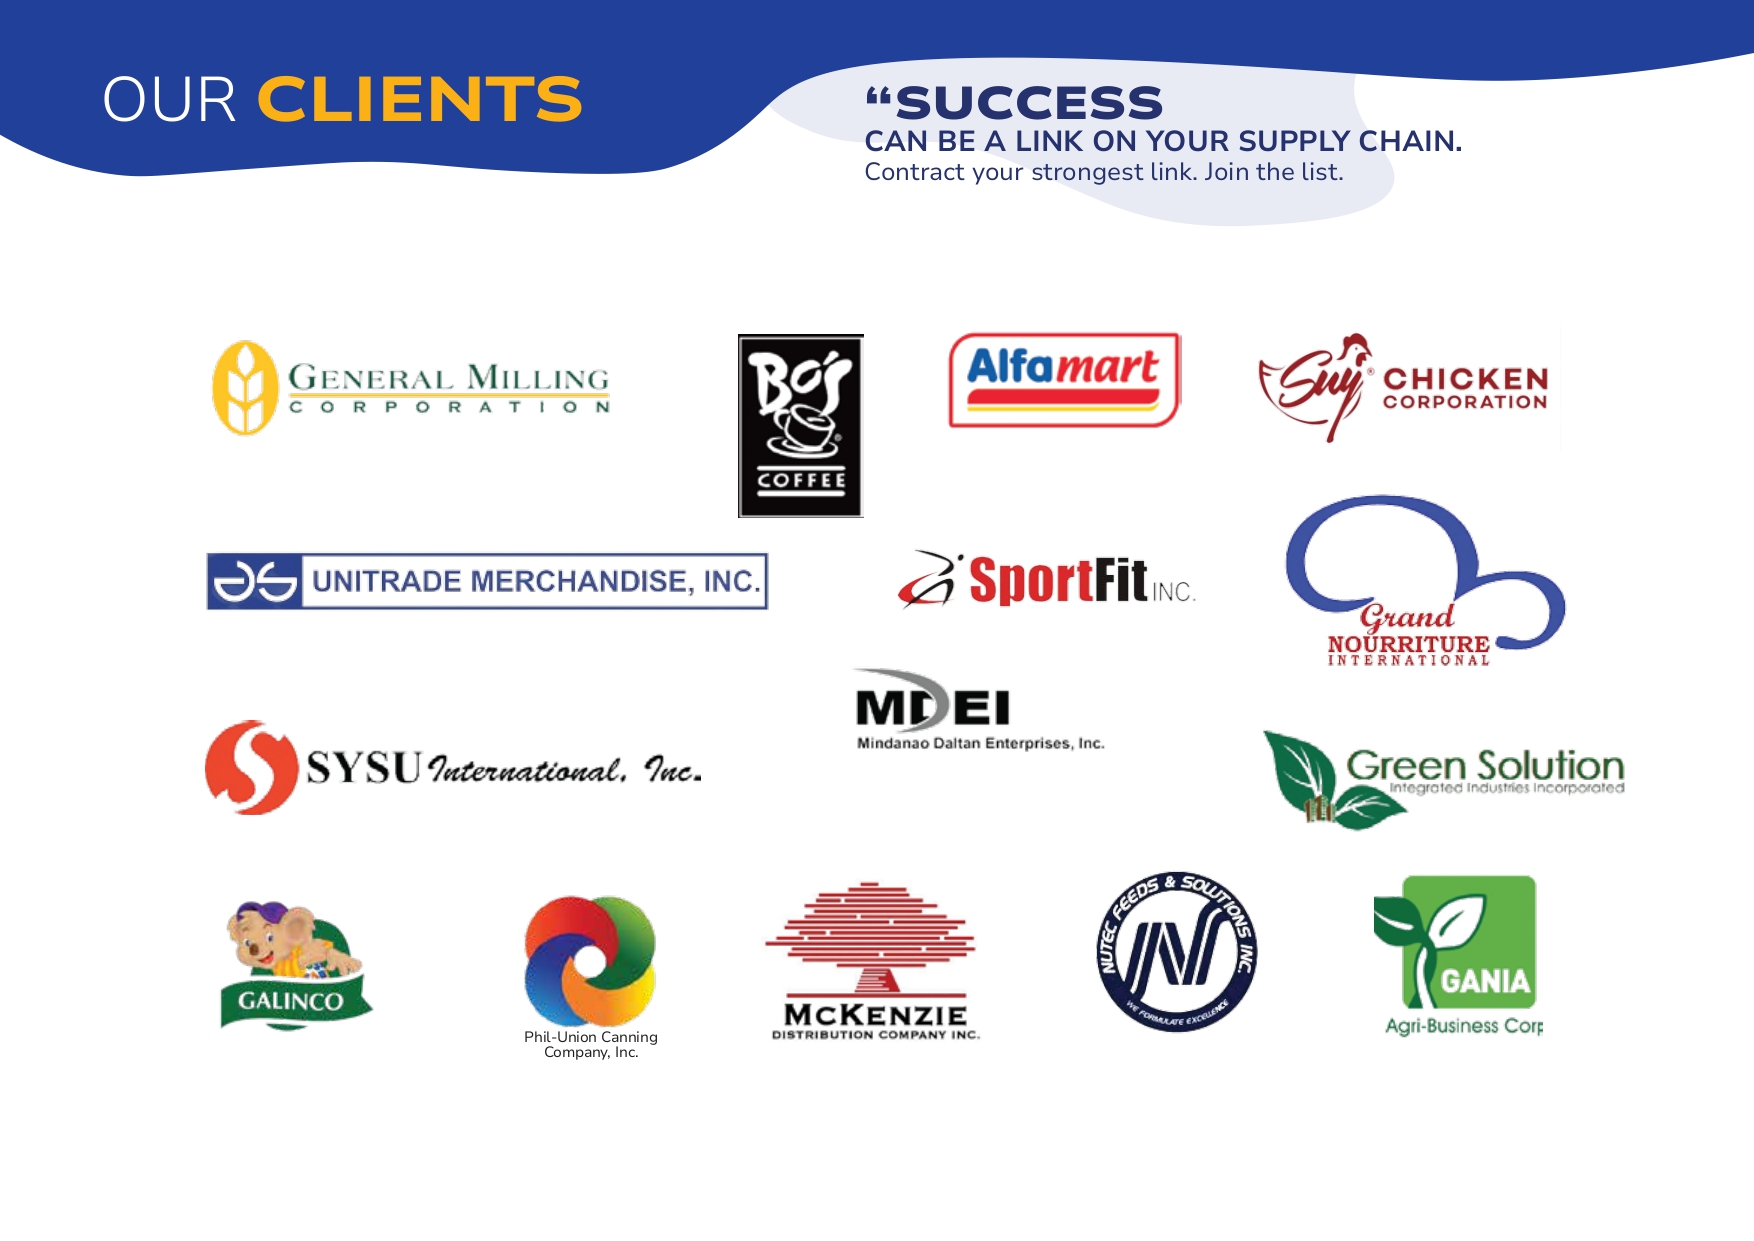 OUR CLIENTS
“SUCCESS
CAN BE A LINK ON YOUR SUPPLY CHAIN.
Contract your strongest link. Join the list.
GENERAL MILLING
CORPORATION
BO'S
COFFEE
Alfamart
Suy CHICKEN
CORPORATION
UNITRADE MERCHANDISE, INC.
SportFit INC.
Grand
NOURRITURE
INTERNATIONAL
MDEI
Mindanao Daltan Enterprises, Inc.
SYSU International, Inc.
Green Solution
Integrated Industries Incorporated
GALINCO
Phil-Union Canning
Company, Inc.
MCKENZIE
DISTRIBUTION COMPANY INC.
NUTEC FEEDS & SOLUTIONS INC.
WE FORMULATE EXCELLENCE
GANIA
Agri-Business Corp